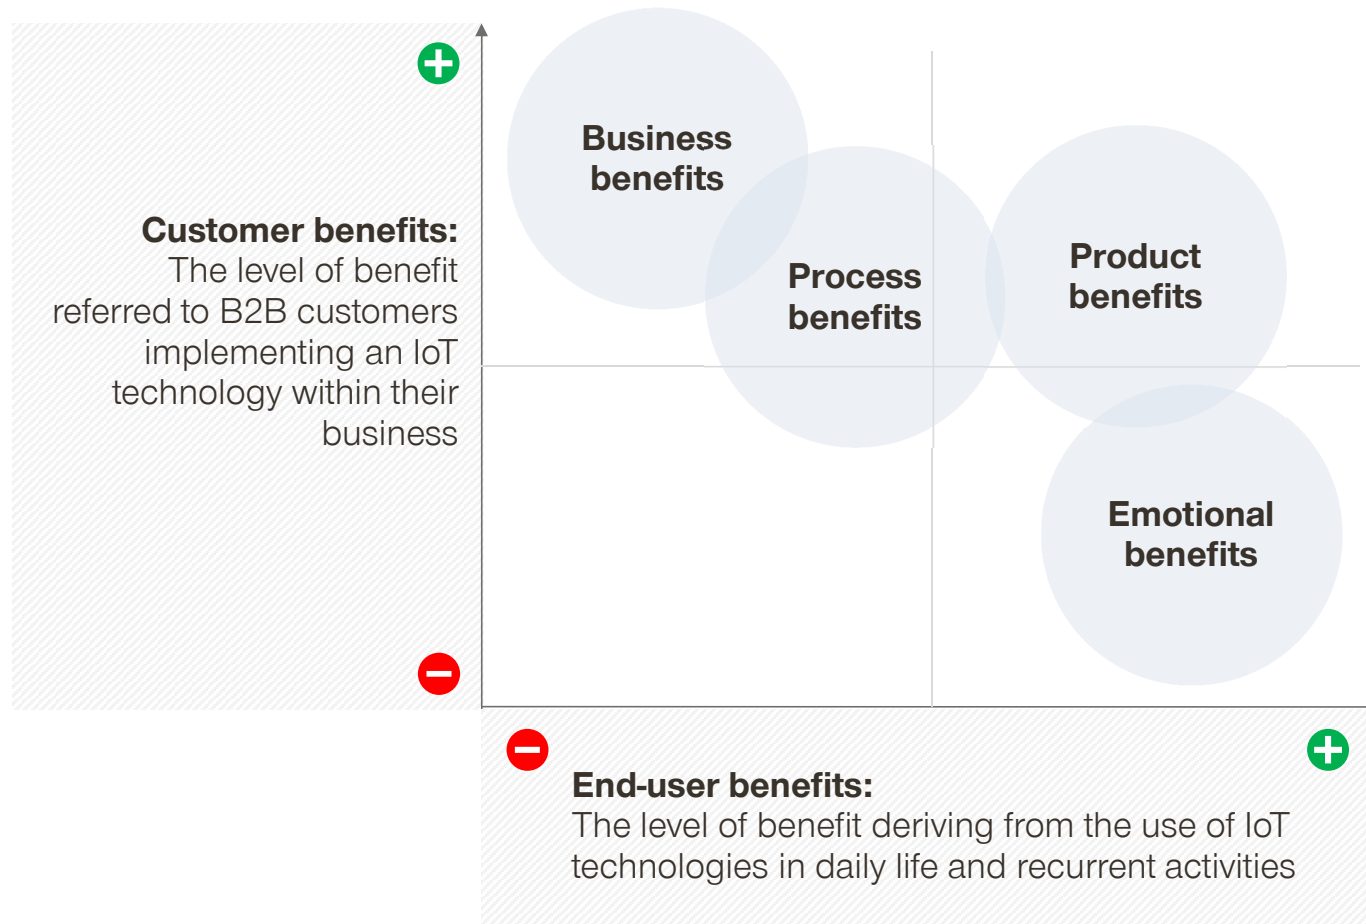 Business
benefits
Process
benefits
Product
benefits
Emotional
benefits
Customer benefits:
The level of benefit
referred to B2B customers
implementing an IoT
technology within their
business
End-user benefits:
The level of benefit deriving from the use of IoT
technologies in daily life and recurrent activities